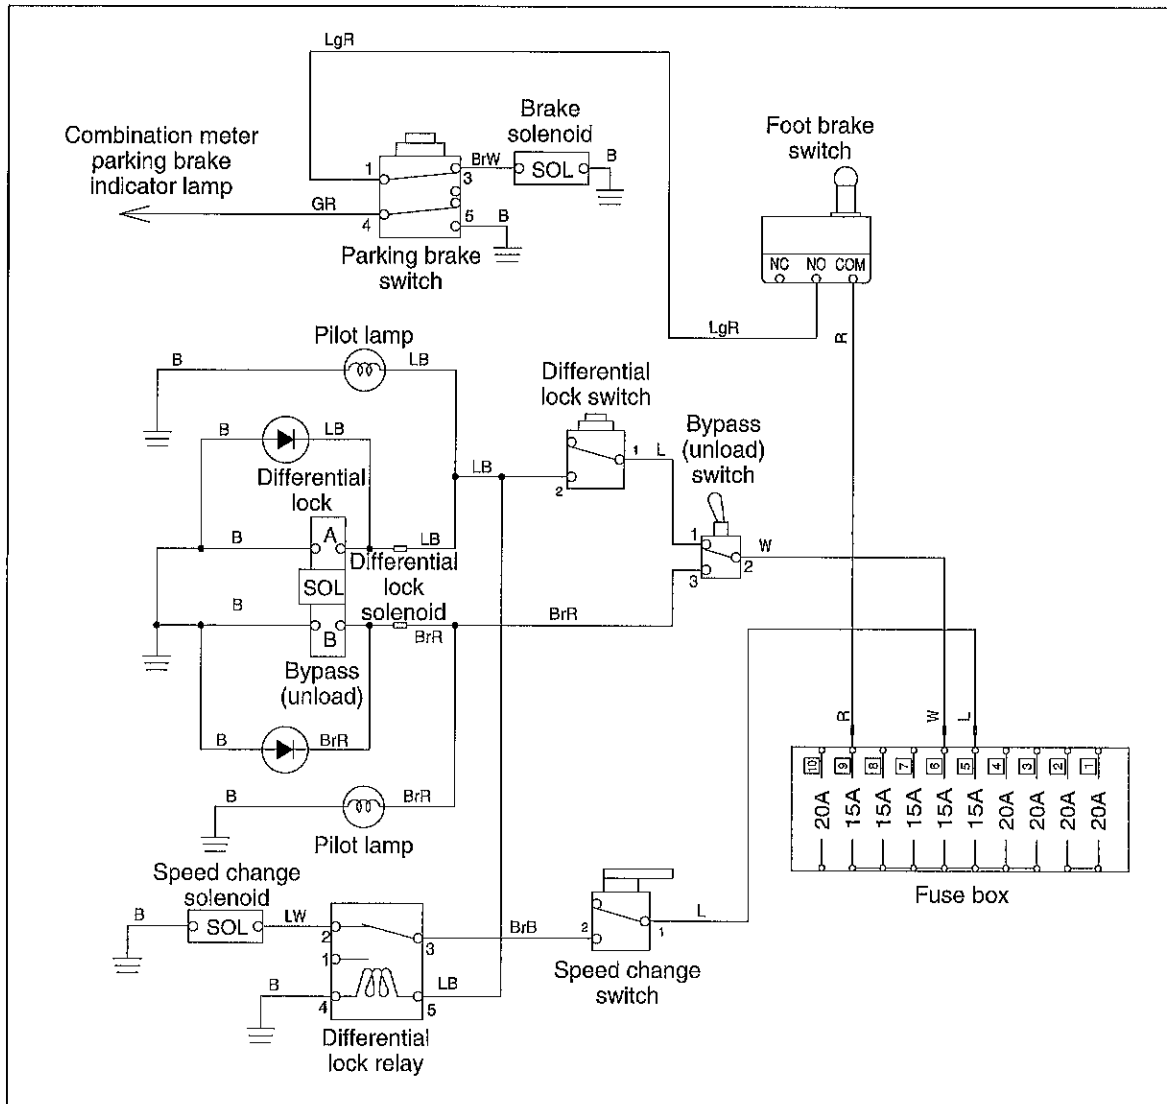 LgR
Combination meter
parking brake
indicator lamp
Brake
solenoid
Foot brake
switch
1
BrW
3
SOL
B
GR
4
5
B
Parking brake
switch
NC NO COM
LgR
R
Pilot lamp
B
LB
Differential
lock switch
B
LB
1
L
Bypass
(unload)
switch
Differential
lock
LB
2
B
A
LB
1
W
2
3
SOL
Differential
lock
solenoid
B
B
BrR
BrR
Bypass
(unload)
B
BrR
R
W
L
10 9 8 7 6 5 4 3 2 1
20A 15A 15A 15A 15A 15A 20A 20A 20A 20A
Fuse box
B
BrR
Pilot lamp
Speed change
solenoid
B
SOL
LW
2
3
BrB
2
1
L
1
Speed change
switch
B
4
5
LB
Differential
lock relay